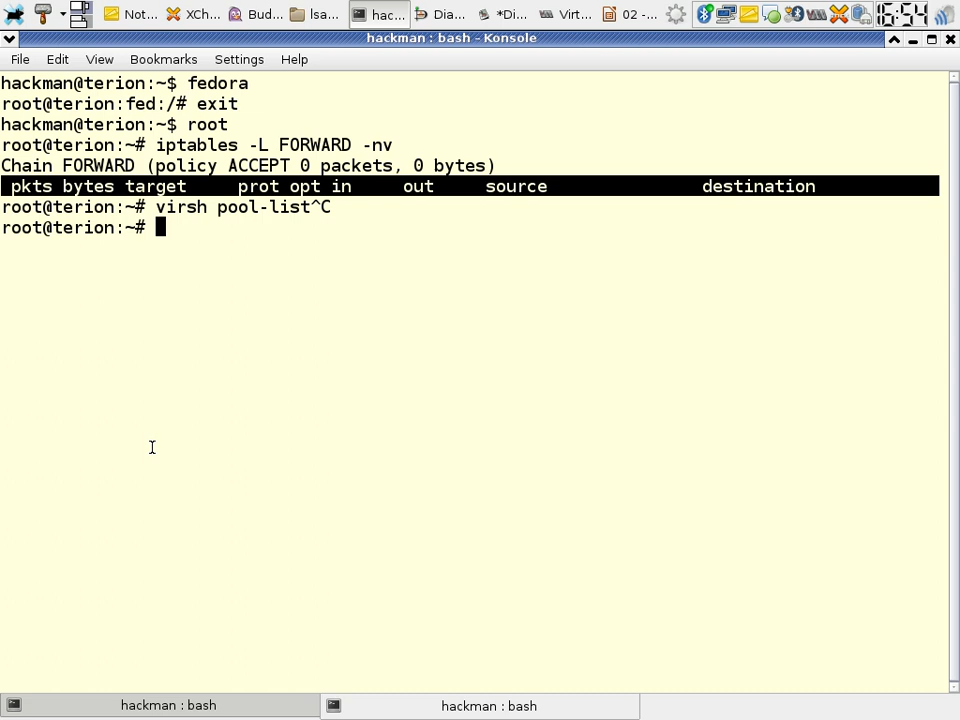 Not... XCh... Bud... lsa... hac... Dia... *Di... Virt... 02 -... 16:54
hackman : bash - Konsole
File Edit View Bookmarks Settings Help
hackman@terion:~$ fedora
root@terion:fed:/# exit
hackman@terion:~$ root
root@terion:~# iptables -L FORWARD -nv
Chain FORWARD (policy ACCEPT 0 packets, 0 bytes)
pkts bytes target prot opt in out source destination
root@terion:~# virsh pool-list^C
root@terion:~#
hackman : bash hackman : bash